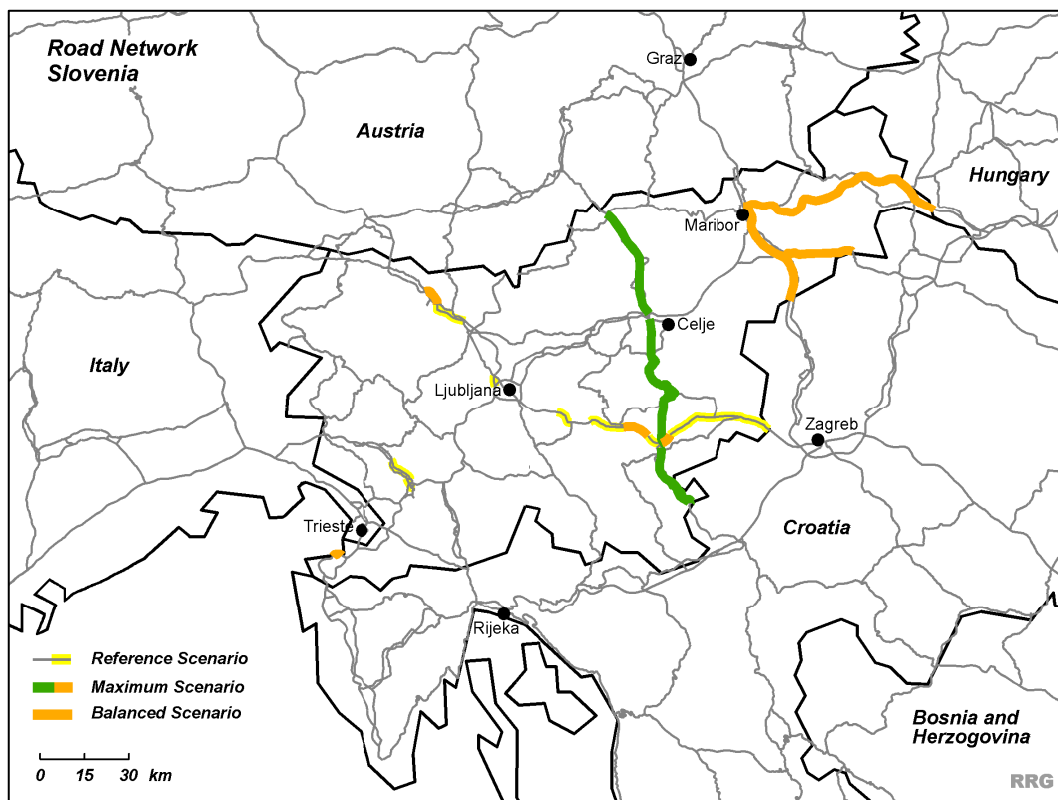 Road Network
Slovenia
Graz
Austria
Hungary
Maribor
Celje
Italy
Ljubljana
Zagreb
Trieste
Croatia
Rijeka
Reference Scenario
Maximum Scenario
Balanced Scenario
Bosnia and
Herzogovina
0 15 30 km
RRG